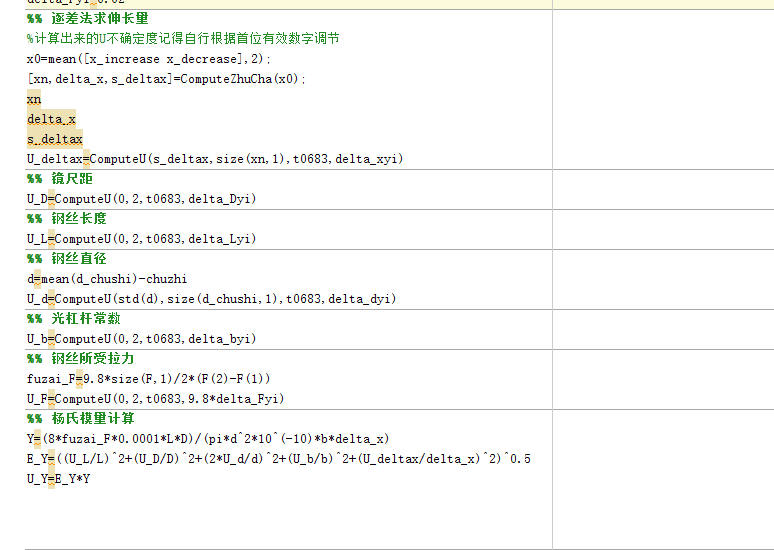 %% 逐差法求伸长量
%计算出来的U不确定度记得自行根据首位有效数字调节
x0=mean([x_increase x_decrease],2);
[xn,delta_x,s_deltax]=ComputeZhuCha(x0);
xn
delta_x
s_deltax
U_deltax=ComputeU(s_deltax,size(xn,1),t0683,delta_xyi)
%% 镜尺距
U_D=ComputeU(0,2,t0683,delta_Dyi)
%% 钢丝长度
U_L=ComputeU(0,2,t0683,delta_Lyi)
%% 钢丝直径
d=mean(d_chushi)-chuzhi
U_d=ComputeU(std(d),size(d_chushi,1),t0683,delta_dyi)
%% 光杠杆常数
U_b=ComputeU(0,2,t0683,delta_byi)
%% 钢丝所受拉力
fuzai_F=9.8*size(F,1)/2*(F(2)-F(1))
U_F=ComputeU(0,2,t0683,9.8*delta_Fyi)
%% 杨氏模量计算
Y=(8*fuzai_F*0.0001*L*D)/(pi*d^2*10^(-10)*b*delta_x)
E_Y=((U_L/L)^2+(U_D/D)^2+(2*U_d/d)^2+(U_b/b)^2+(U_deltax/delta_x)^2)^0.5
U_Y=E_Y*Y